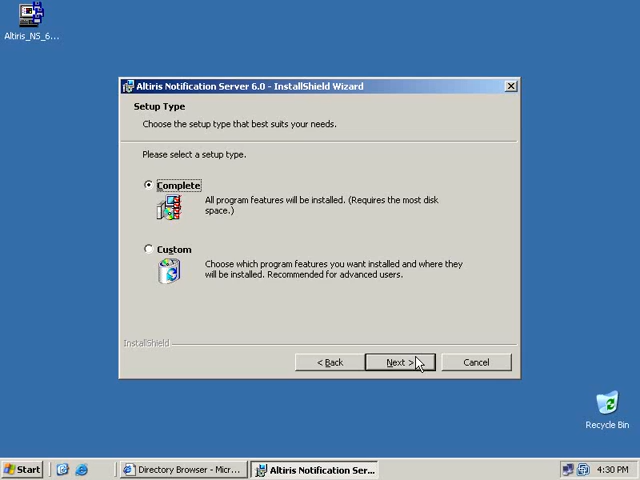 Altiris_NS_6...
Altiris Notification Server 6.0 - InstallShield Wizard
Setup Type
Choose the setup type that best suits your needs.
Please select a setup type.
Complete
All program features will be installed. (Requires the most disk
space.)
Custom
Choose which program features you want installed and where they
will be installed. Recommended for advanced users.
InstallShield
< Back
Next >
Cancel
Recycle Bin
Start
Directory Browser - Micr...
Altiris Notification Ser...
4:30 PM